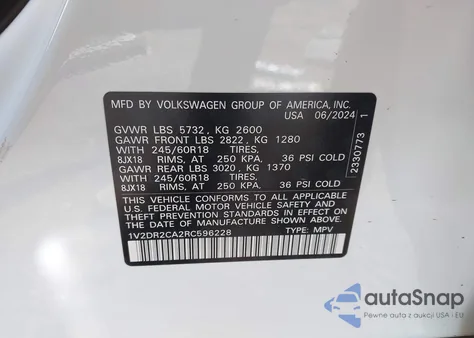 MFD BY VOLKSWAGEN GROUP OF AMERICA, INC.
USA 06/2024
GVWR LBS 5732 , KG 2600
GAWR FRONT LBS 2822 , KG 1280
WITH 245/60R18 TIRES,
8JX18 RIMS, AT 250 KPA, 36 PSI COLD
GAWR REAR LBS 3020 , KG 1370
WITH 245/60R18 TIRES,
8JX18 RIMS, AT 250 KPA, 36 PSI COLD
THIS VEHICLE CONFORMS TO ALL APPLICABLE
U.S. FEDERAL MOTOR VEHICLE SAFETY AND
THEFT PREVENTION STANDARDS IN EFFECT ON
THE DATE OF MANUFACTURE SHOWN ABOVE.
1V2DR2CA2RC596228 TYPE: MPV
2330773 1
autoSnap
Pewne auta z aukcji w USA i EU